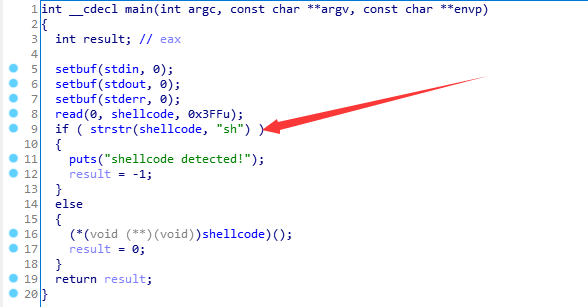 1 int __cdecl main(int argc, const char **argv, const char **envp)
2 {
3 int result; // eax
4
5 setbuf(stdin, 0);
6 setbuf(stdout, 0);
7 setbuf(stderr, 0);
8 read(0, shellcode, 0x3FFu);
9 if ( strstr(shellcode, "sh") )
10 {
11 puts("shellcode detected!");
12 result = -1;
13 }
14 else
15 {
16 (*(void (**)(void))shellcode)();
17 result = 0;
18 }
19 return result;
20 }